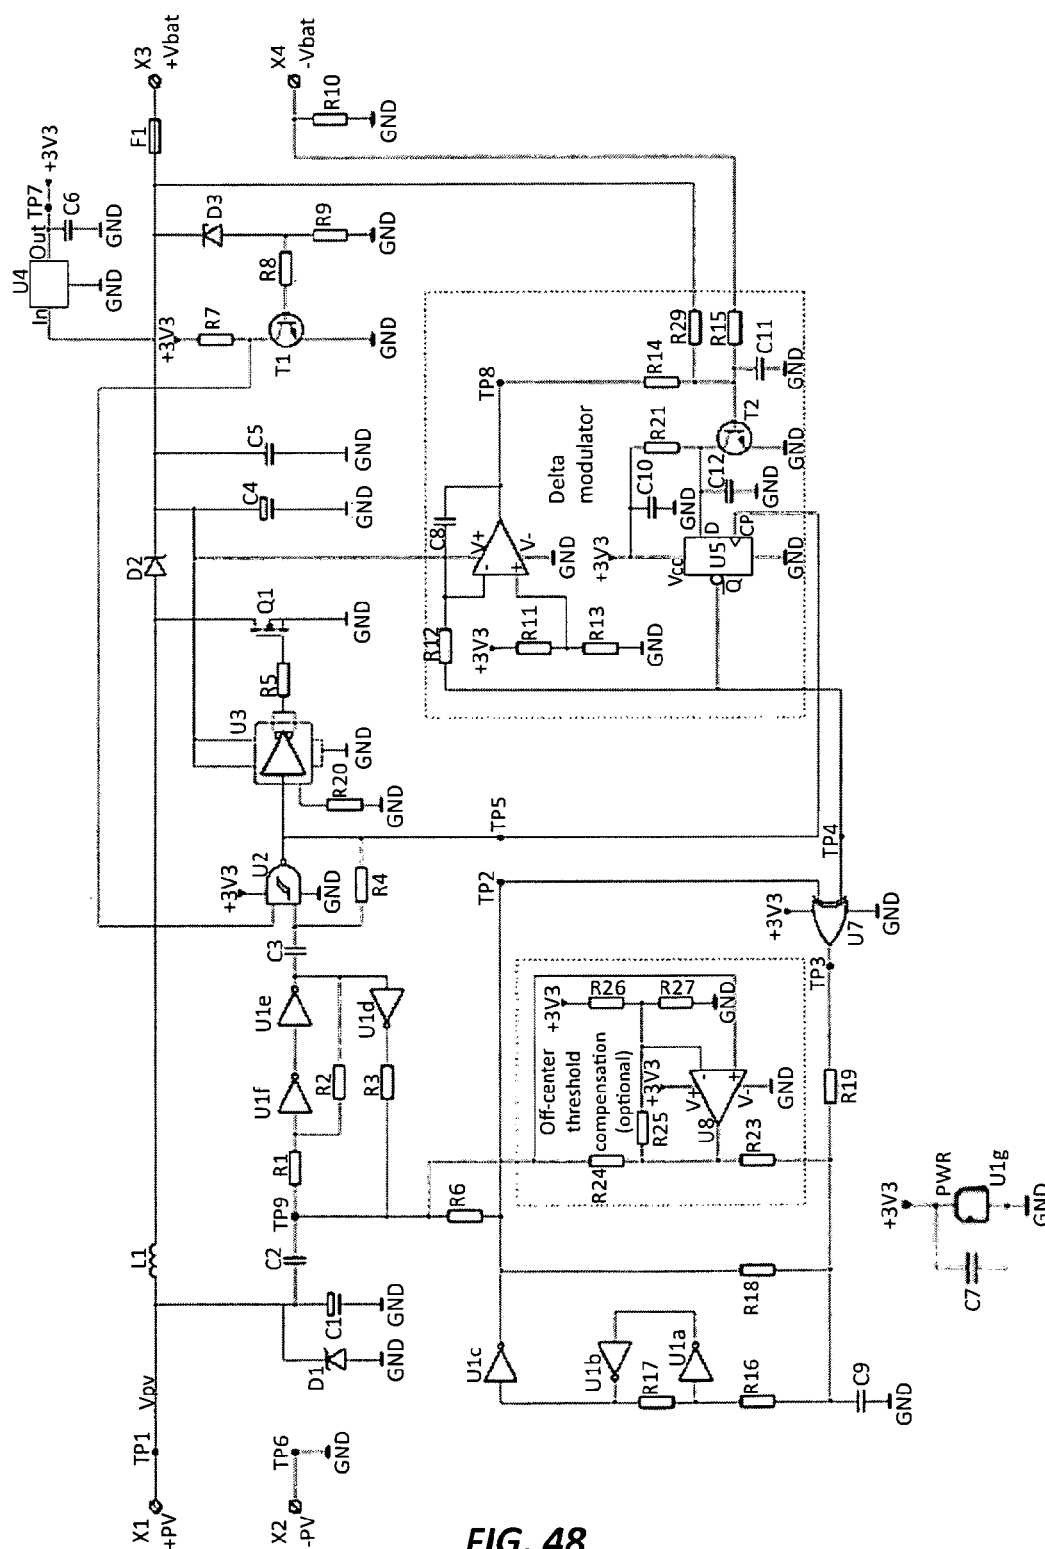 X3
+Vbat
X4
-Vbat
F1
R10
GND
+3V3
TP7
C6
GND
U4
Out
In
GND
D3
R9
GND
R8
+3V3
R7
T1
GND
C5
GND
C4
GND
D2
Q1
GND
R5
U3
GND
R20
GND
U2
+3V3
GND
R4
C3
U1e
U1d
U1f
R2
R3
R1
TP9
C2
L1
C1
GND
D1
GND
Vpv
TP1
TP6
GND
X1
+PV
X2
-PV
TP8
R14
R29
R15
C11
GND
T2
R21
GND
C10
GND
C12
GND
Delta
modulator
C8
V+
V-
-
+
GND
+3V3
Vcc
U5
D
CP
Q
GND
R12
+3V3
R11
R13
GND
TP5
TP2
TP4
+3V3
GND
U7
TP3
R19
Off-center
threshold
compensation
(optional)
+3V3
R26
R27
GND
+3V3
V+
V-
-
+
GND
U8
R25
R24
R23
R6
R18
U1c
U1b
U1a
R17
R16
C9
GND
+3V3
PWR
U1g
GND
C7
FIG. 48